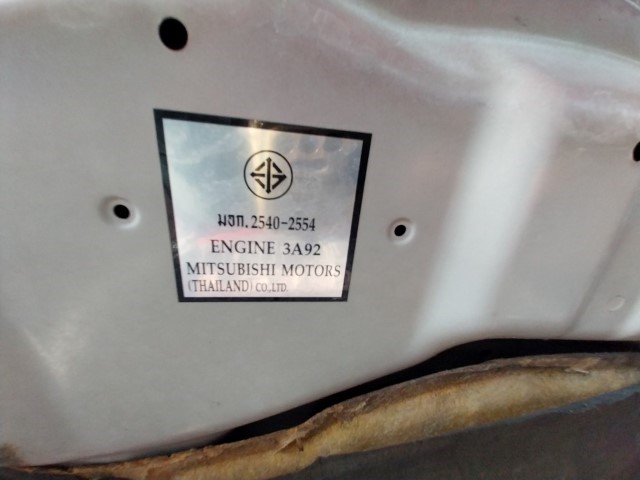 มอก.2540-2554
ENGINE 3A92
MITSUBISHI MOTORS
(THAILAND) CO.,LTD.